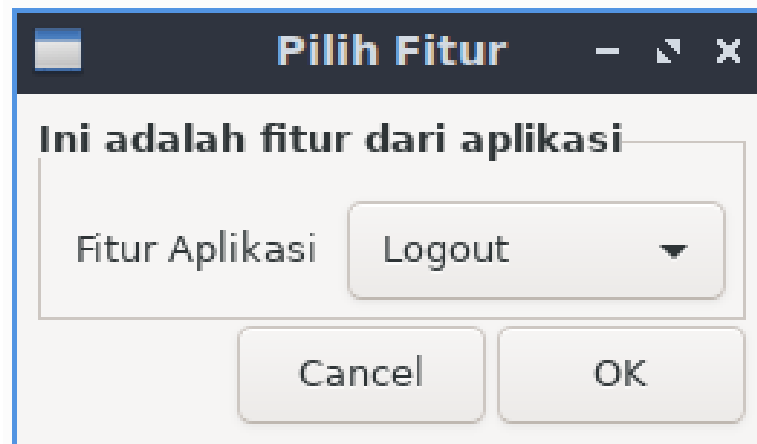 Pilih Fitur
Ini adalah fitur dari aplikasi
Fitur Aplikasi Logout
Cancel OK